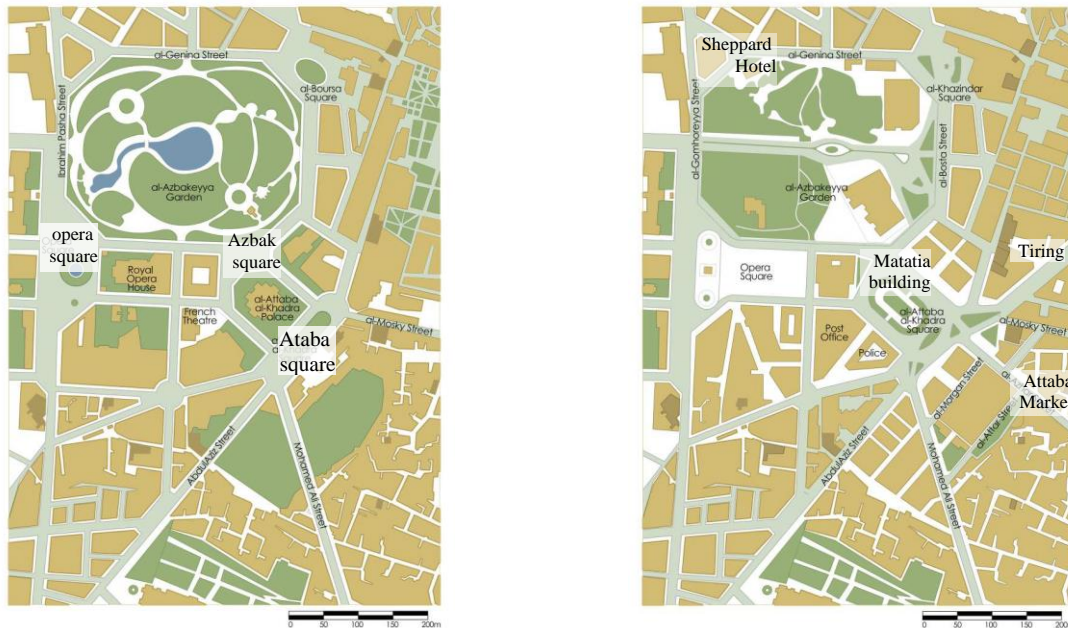 al-Genina Street
al-Boursa
Square
Ibrahim Pasha Street
al-Azbakeyya
Garden
opera
square
Azbak
square
Royal
Opera
House
al-Attaba
al-Khadra
Palace
French
Theatre
al-Mosky Street
Ataba
square
AbdulAziz Street
Mohamed Ali Street
0 50 100 150 200m
Sheppard
Hotel
al-Genina Street
al-Khazindar
Square
al-Gomhoreyya Street
al-Bosta Street
al-Azbakeyya
Garden
Opera
Square
Matatia
building
Tiring
al-Attaba
al-Khadra
Square
al-Mosky Street
Post
Office
Police
al-Morgan Street
Attaba
Marke
al-Attar Street
AbdulAziz Street
Mohamed Ali Street
0 50 100 150 200